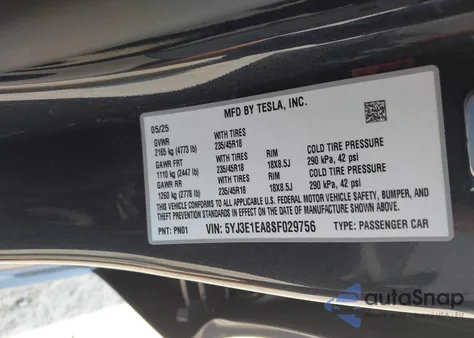 MFD BY TESLA, INC.
05/25
GVWR WITH TIRES
2165 kg (4773 lb) 235/45R18
GAWR FRT WITH TIRES RIM COLD TIRE PRESSURE
1110 kg (2447 lb) 235/45R18 18X8.5J 290 kPa, 42 psi
GAWR RR WITH TIRES RIM COLD TIRE PRESSURE
1260 kg (2778 lb) 235/45R18 18X8.5J 290 kPa, 42 psi
THIS VEHICLE CONFORMS TO ALL APPLICABLE U.S. FEDERAL MOTOR VEHICLE SAFETY, BUMPER, AND
THEFT PREVENTION STANDARDS IN EFFECT ON THE DATE OF MANUFACTURE SHOWN ABOVE.
PNT: PN01 VIN: 5YJ3E1EA8SF029756 TYPE: PASSENGER CAR
autoSnap